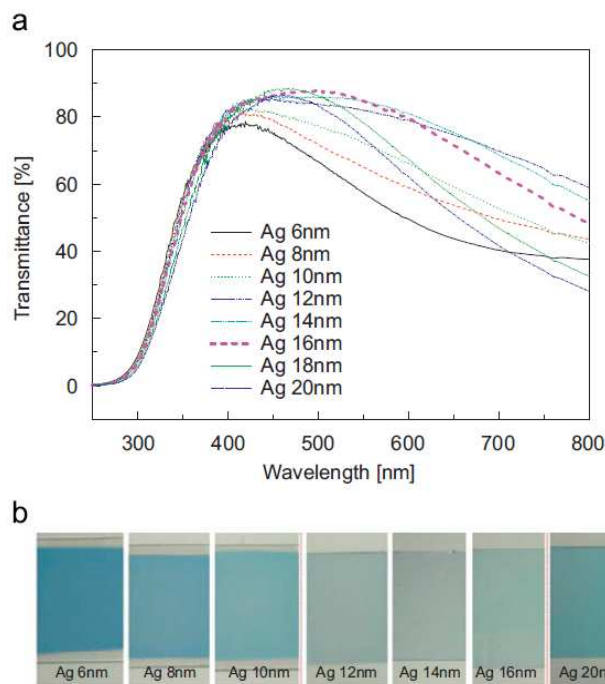 a
100
80
60
40
20
0
Transmittance [%]
Ag 6nm
Ag 8nm
Ag 10nm
Ag 12nm
Ag 14nm
Ag 16nm
Ag 18nm
Ag 20nm
300 400 500 600 700 800
Wavelength [nm]
b
Ag 6nm Ag 8nm Ag 10nm Ag 12nm Ag 14nm Ag 16nm Ag 20n